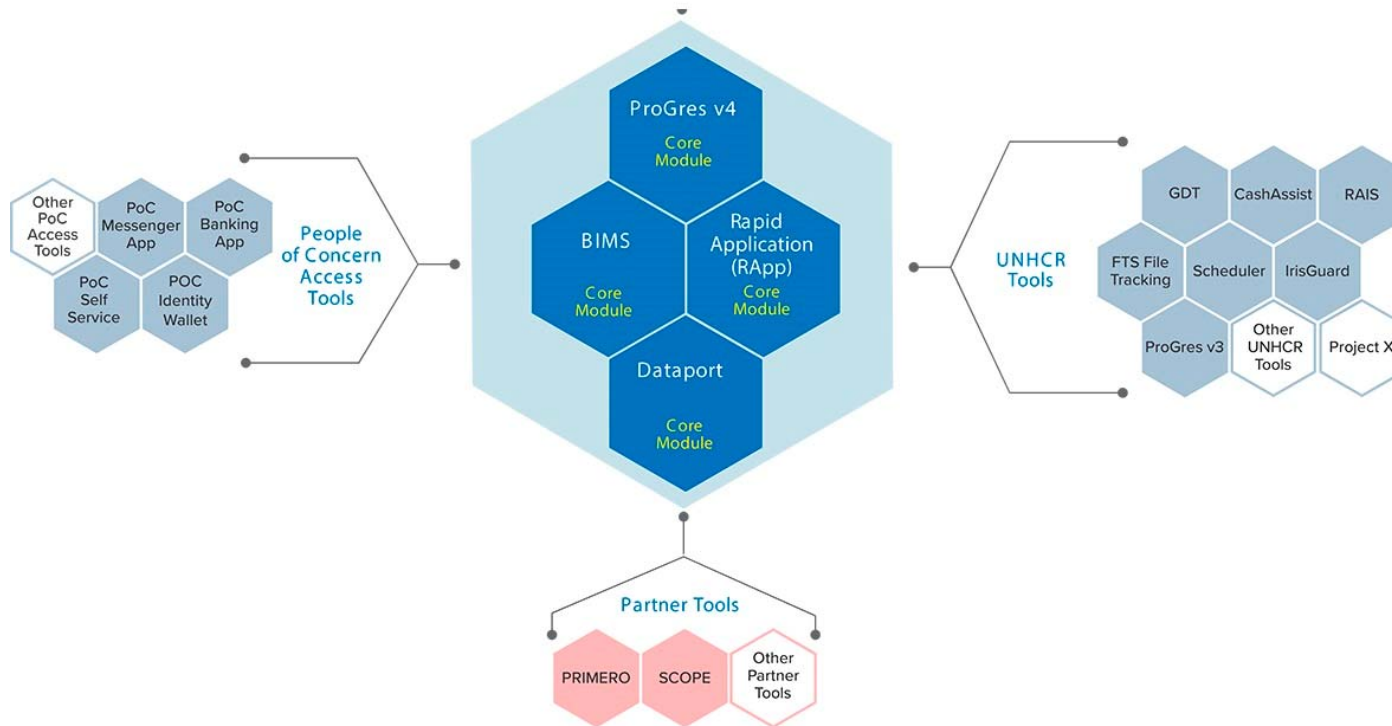 ProGres v4
Core
Module
BIMS
Core
Module
Rapid
Application
(RApp)
Core
Module
Dataport
Core
Module
People
of Concern
Access
Tools
Other
PoC
Access
Tools
PoC
Messenger
App
PoC
Banking
App
PoC
Self
Service
POC
Identity
Wallet
UNHCR
Tools
GDT
CashAssist
RAIS
FTS File
Tracking
Scheduler
IrisGuard
ProGres v3
Other
UNHCR
Tools
Project X
Partner Tools
PRIMERO
SCOPE
Other
Partner
Tools